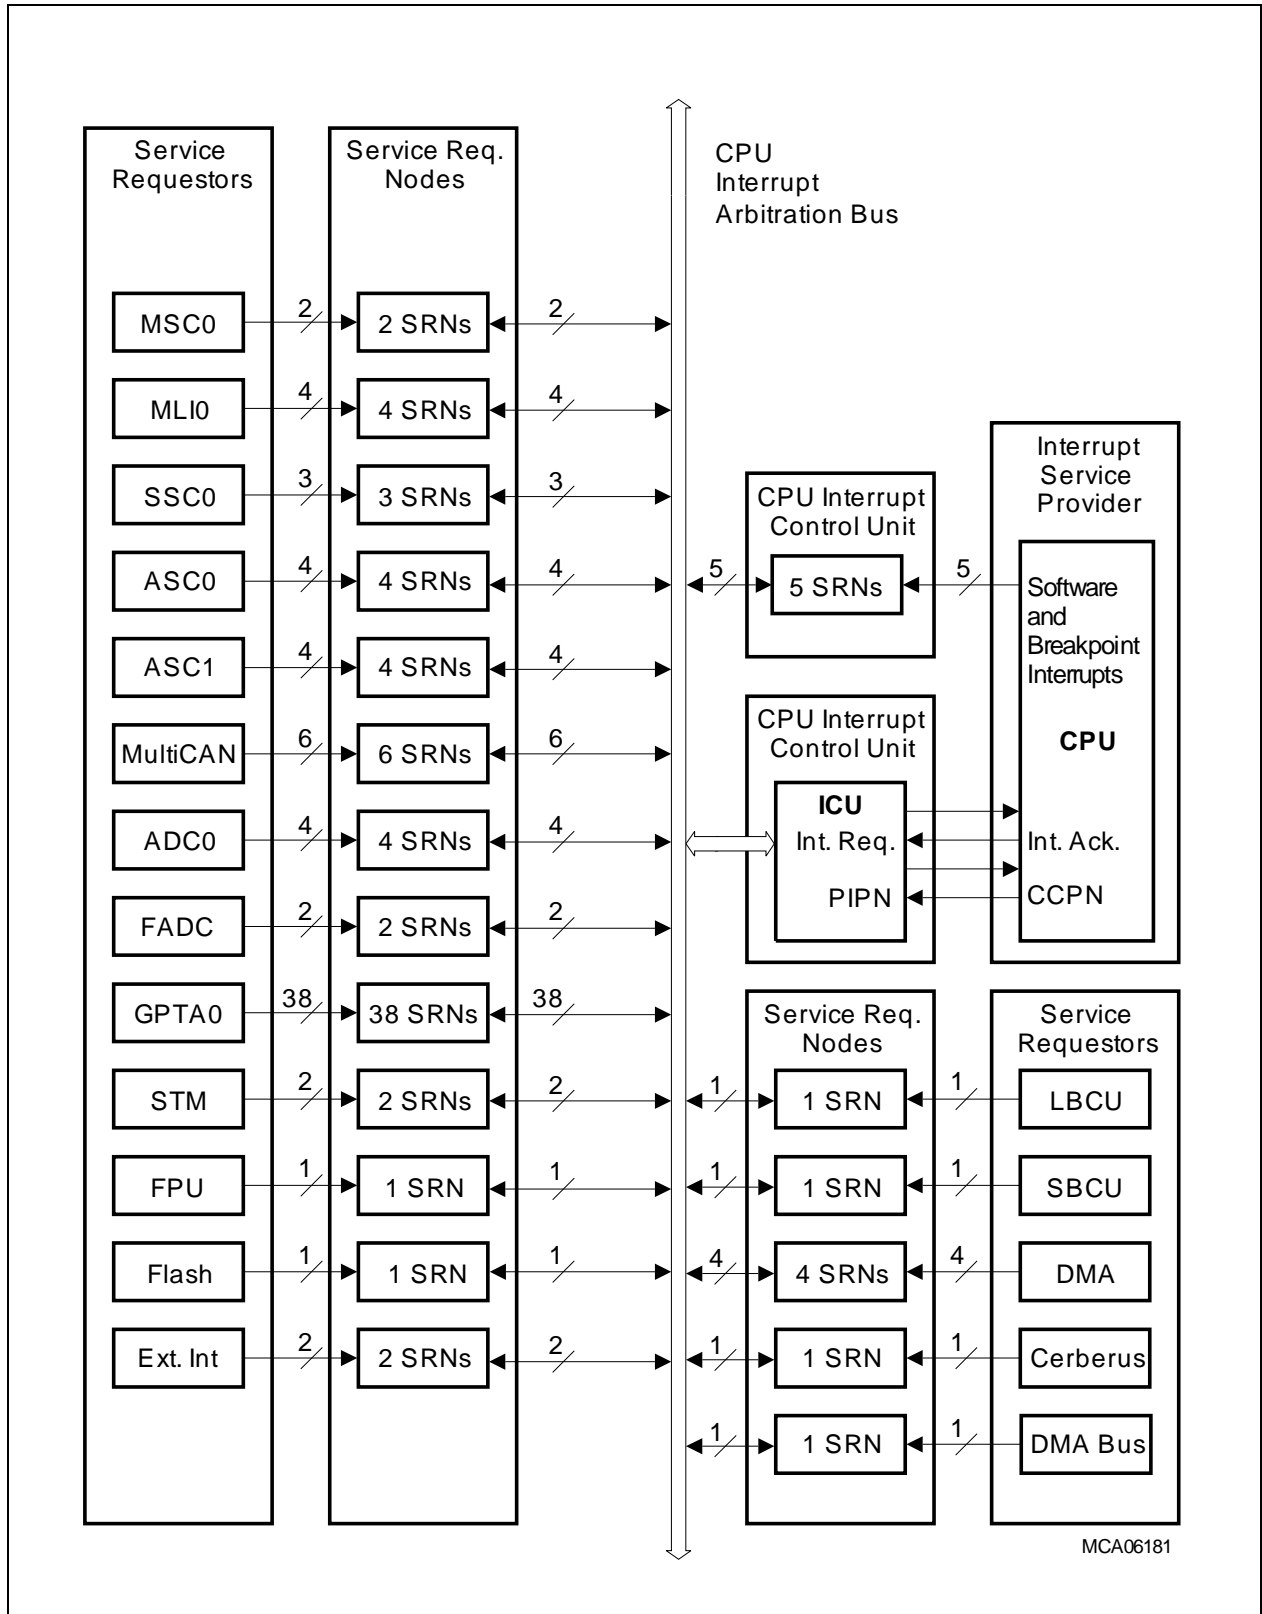 Service
Requestors
Service Req.
Nodes
CPU
Interrupt
Arbitration Bus
MSC0
2
2 SRNs
2
MLI0
4
4 SRNs
4
SSC0
3
3 SRNs
3
ASC0
4
4 SRNs
4
ASC1
4
4 SRNs
4
MultiCAN
6
6 SRNs
6
ADC0
4
4 SRNs
4
FADC
2
2 SRNs
2
GPTA0
38
38 SRNs
38
STM
2
2 SRNs
2
FPU
1
1 SRN
1
Flash
1
1 SRN
1
Ext. Int
2
2 SRNs
2
CPU Interrupt
Control Unit
5
5 SRNs
5
Interrupt
Service
Provider
Software
and
Breakpoint
Interrupts
CPU
CPU Interrupt
Control Unit
ICU
Int. Req.
PIPN
Int. Ack.
CCPN
Service Req.
Nodes
Service
Requestors
1
1 SRN
1
LBCU
1
1 SRN
1
SBCU
4
4 SRNs
4
DMA
1
1 SRN
1
Cerberus
1
1 SRN
1
DMA Bus
MCA06181